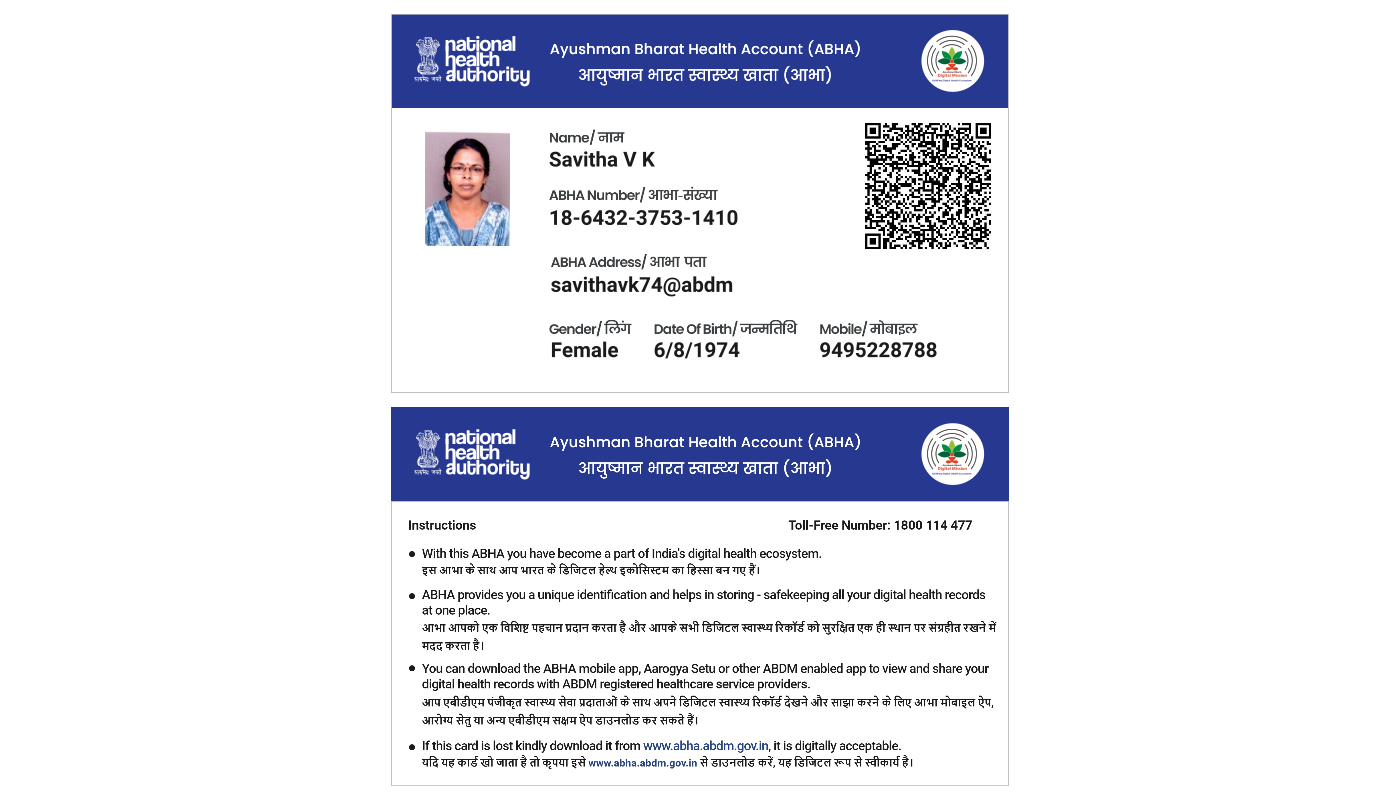 national
health
authority
सत्यमेव जयते
Ayushman Bharat Health Account (ABHA)
आयुष्मान भारत स्वास्थ्य खाता (आभा)
Digital Mission
Name/ नाम
Savitha V K
ABHA Number/ आभा-संख्या
18-6432-3753-1410
ABHA Address/ आभा पता
savithavk74@abdm
Gender/ लिंग Date Of Birth/ जन्मतिथि Mobile/ मोबाइल
Female 6/8/1974 9495228788
national
health
authority
सत्यमेव जयते
Ayushman Bharat Health Account (ABHA)
आयुष्मान भारत स्वास्थ्य खाता (आभा)
Digital Mission
Instructions Toll-Free Number: 1800 114 477
With this ABHA you have become a part of India's digital health ecosystem.
इस आभा के साथ आप भारत के डिजिटल हेल्थ इकोसिस्टम का हिस्सा बन गए हैं।
ABHA provides you a unique identification and helps in storing - safekeeping all your digital health records
at one place.
आभा आपको एक विशिष्ट पहचान प्रदान करता है और आपके सभी डिजिटल स्वास्थ्य रिकॉर्ड को सुरक्षित एक ही स्थान पर संग्रहीत रखने में
मदद करता है।
You can download the ABHA mobile app, Aarogya Setu or other ABDM enabled app to view and share your
digital health records with ABDM registered healthcare service providers.
आप एबीडीएम पंजीकृत स्वास्थ्य सेवा प्रदाताओं के साथ अपने डिजिटल स्वास्थ्य रिकॉर्ड देखने और साझा करने के लिए आभा मोबाइल ऐप,
आरोग्य सेतु या अन्य एबीडीएम सक्षम ऐप डाउनलोड कर सकते हैं।
If this card is lost kindly download it from www.abha.abdm.gov.in, it is digitally acceptable.
यदि यह कार्ड खो जाता है तो कृपया इसे www.abha.abdm.gov.in से डाउनलोड करें, यह डिजिटल रूप से स्वीकार्य है।